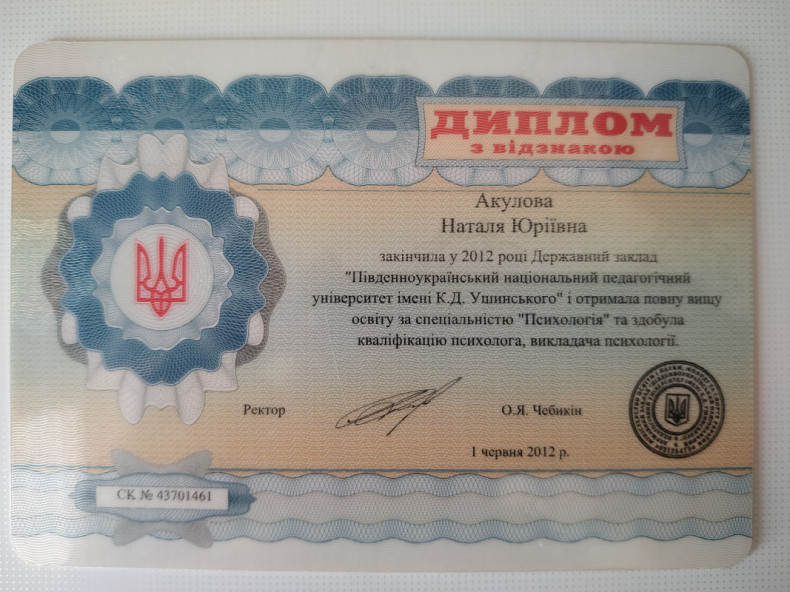 ДИПЛОМ
з відзнакою
Акулова
Наталя Юріївна
закінчила у 2012 році Державний заклад
"Південноукраїнський національний педагогічний
університет імені К.Д. Ушинського" і отримала повну вищу
освіту за спеціальністю "Психологія" та здобула
кваліфікацію психолога, викладача психології.
Ректор
О.Я. Чебикін
1 червня 2012 р.
СК № 43701461